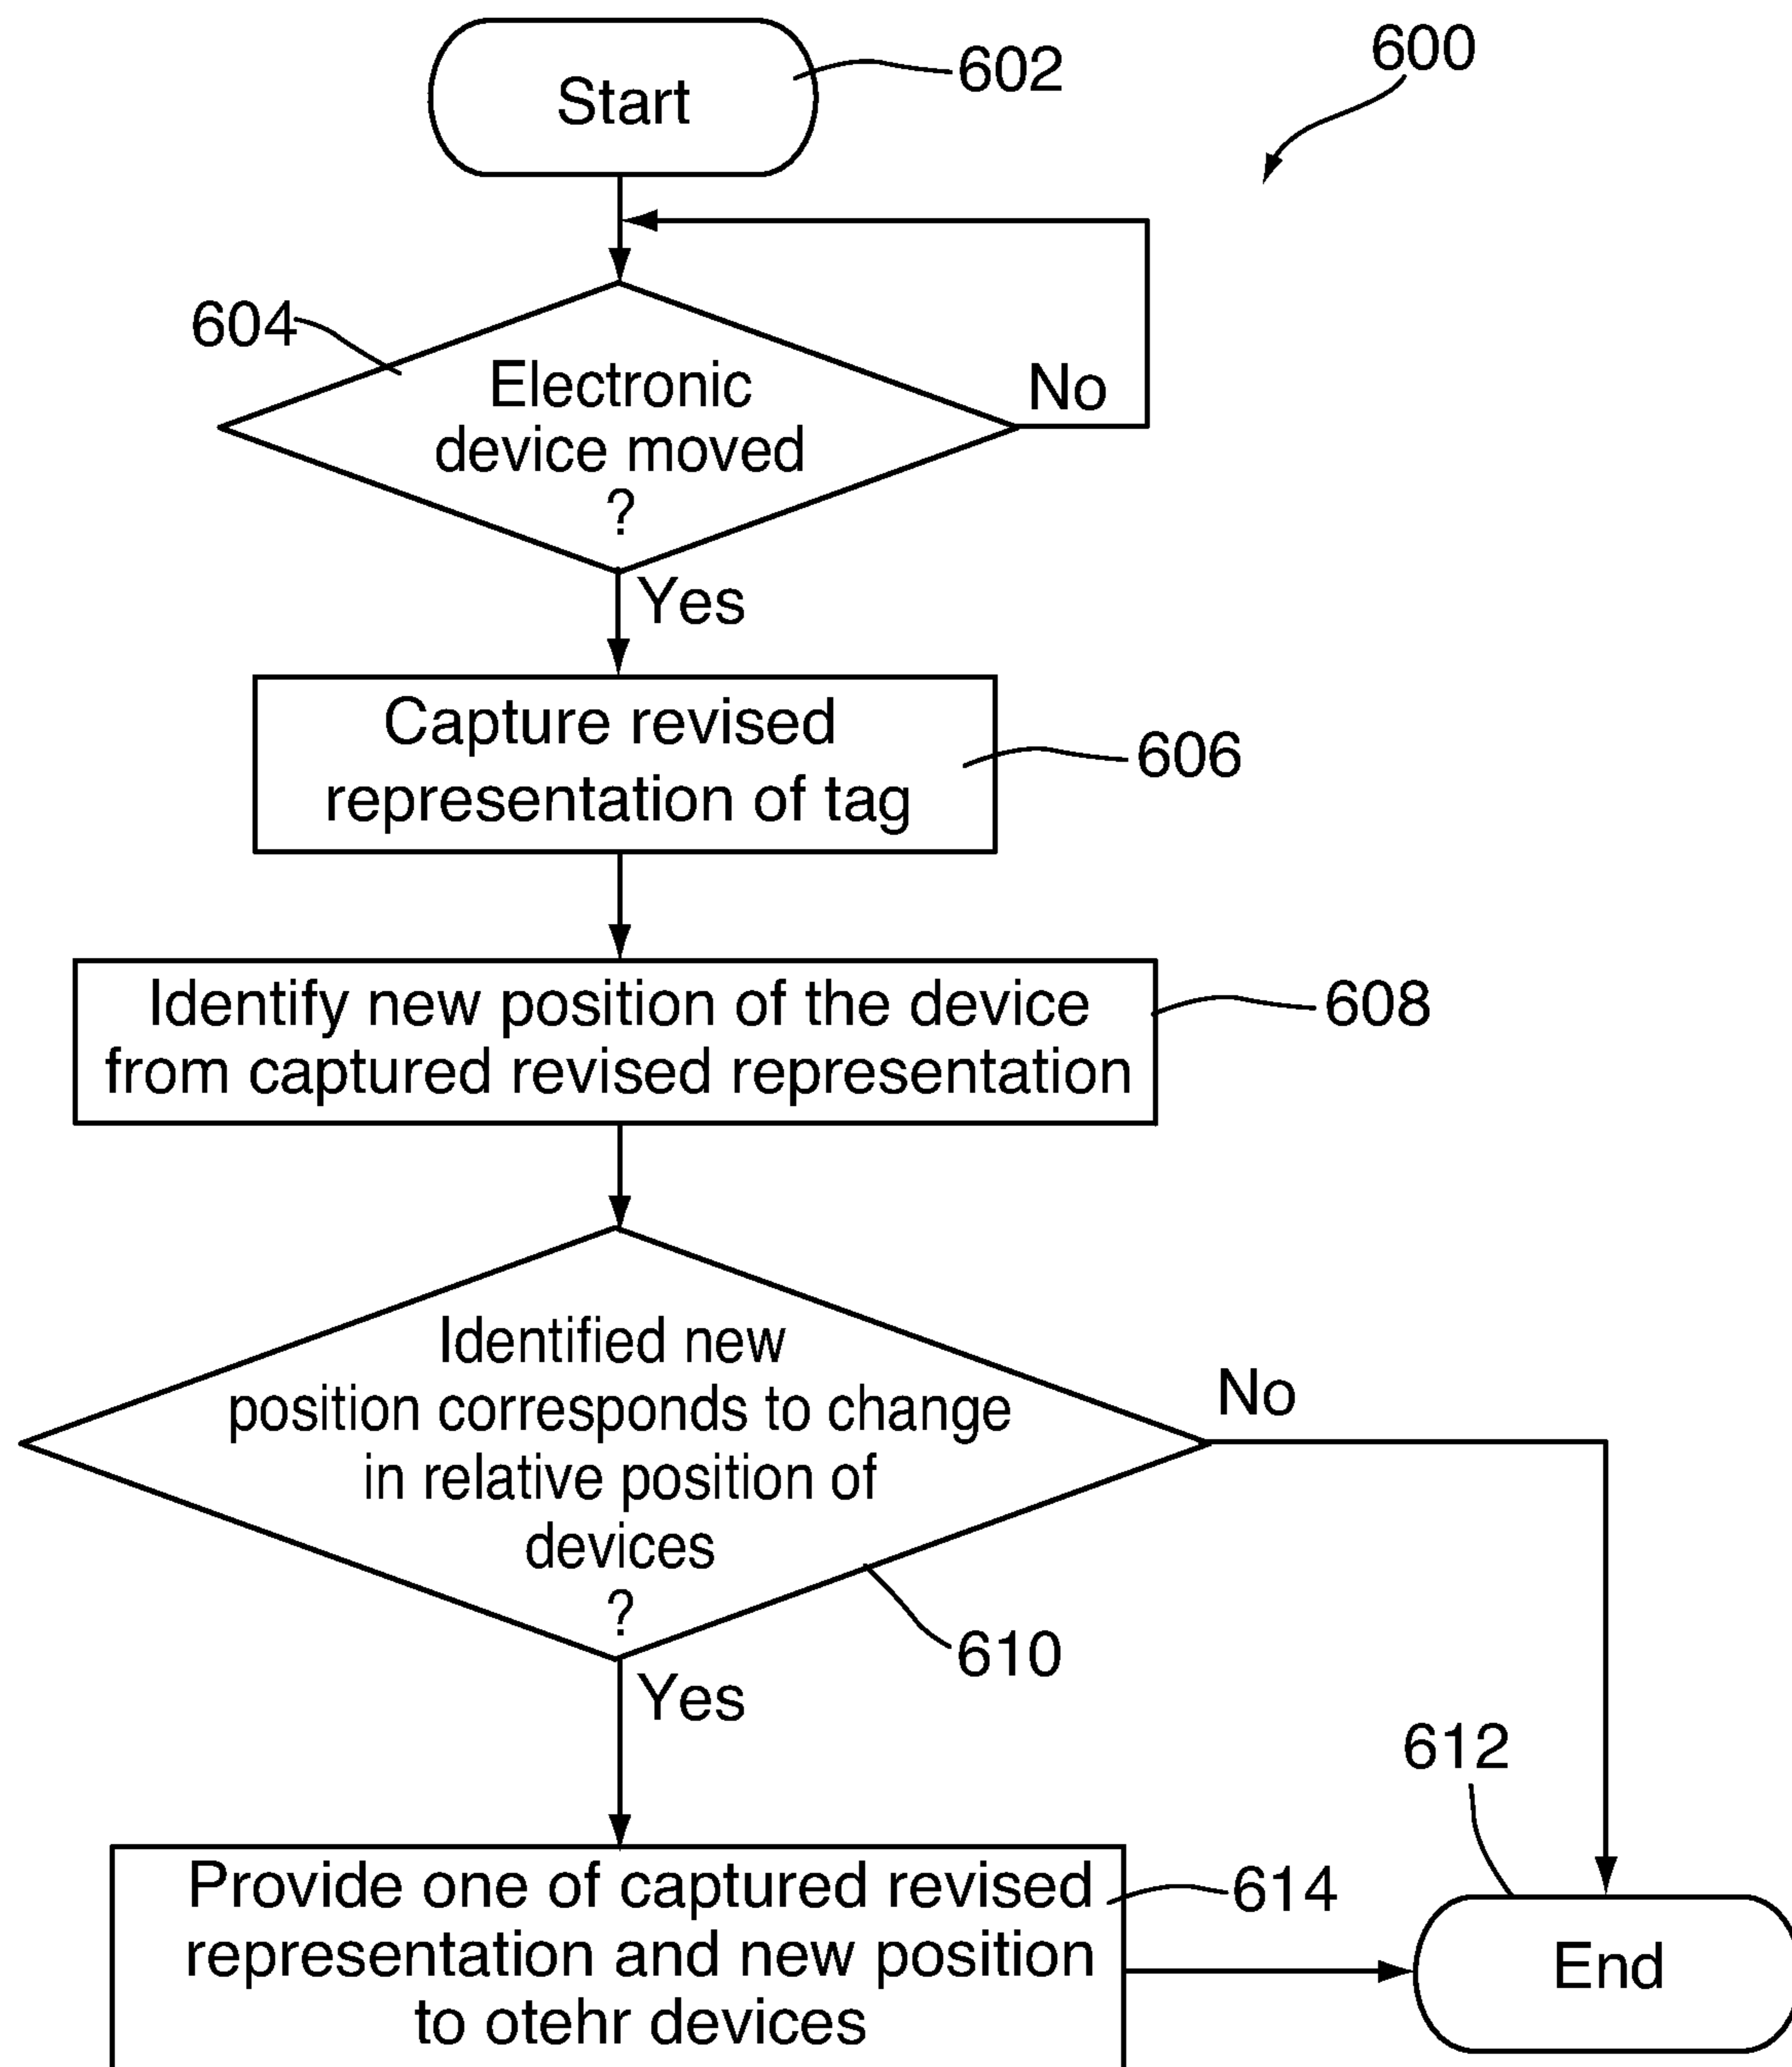 600
Start
602
604
Electronic
device moved
?
No
Yes
Capture revised
representation of tag
606
Identify new position of the device
from captured revised representation
608
Identified new
position corresponds to change
in relative position of
devices
?
No
610
Yes
612
Provide one of captured revised
representation and new position
to otehr devices
614
End